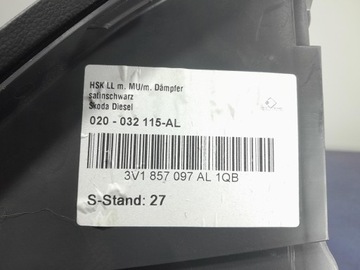 HSK LL m. MU/m. Dämpfer
satinschwarz
Skoda Diesel
020 - 032 115-AL
3V1 857 097 AL 1QB
S-Stand: 27